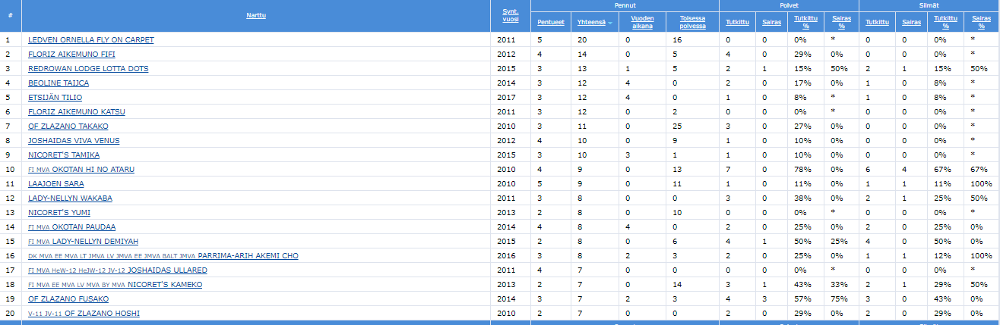 Pennut Polvet Silmät
# Narttu Synt. vuosi Pentueet Yhteensä Vuoden aikana Toisessa polvessa Tutkittu Sairas Tutkittu % Sairas % Tutkittu Sairas Tutkittu % Sairas %
1 LEDVEN ORNELLA FLY ON CARPET 2011 5 20 0 16 0 0 0% * 0 0 0% *
2 FLORIZ AIKEMUNO FIFI 2012 4 14 0 5 4 0 29% 0% 0 0 0% *
3 REDROWAN LODGE LOTTA DOTS 2015 3 13 1 5 2 1 15% 50% 2 1 15% 50%
4 BEOLINE TAIJCA 2014 3 12 4 0 2 0 17% 0% 1 0 8% *
5 ETSIJÄN TILIO 2017 3 12 4 0 1 0 8% * 1 0 8% *
6 FLORIZ AIKEMUNO KATSU 2011 3 12 0 2 0 0 0% * 0 0 0% *
7 OF ZLAZANO TAKAKO 2010 3 11 0 25 3 0 27% 0% 0 0 0% *
8 JOSHAIDAS VIVA VENUS 2012 4 10 0 9 1 0 10% 0% 0 0 0% *
9 NICORET'S TAMIKA 2015 3 10 3 1 1 0 10% 0% 0 0 0% *
10 FI MVA OKOTAN HI NO ATARU 2010 4 9 0 13 7 0 78% 0% 6 4 67% 67%
11 LAAJOEN SARA 2010 5 9 0 11 1 0 11% 0% 1 1 11% 100%
12 LADY-NELLYN WAKABA 2011 3 8 0 0 3 0 38% 0% 2 1 25% 50%
13 NICORET'S YUMI 2013 2 8 0 10 0 0 0% * 0 0 0% *
14 FI MVA OKOTAN PAUDAA 2014 4 8 4 0 2 0 25% 0% 2 0 25% 0%
15 FI MVA LADY-NELLYN DEMIYAH 2015 2 8 0 6 4 1 50% 25% 4 0 50% 0%
16 DK MVA EE MVA LT JMVA LV JMVA EE JMVA BALT JMVA PARRIMA-ARIH AKEMI CHO 2016 3 8 2 3 2 0 25% 0% 1 1 12% 100%
17 FI MVA HeW-12 HeJW-12 JV-12 JOSHAIDAS ULLARED 2011 4 7 0 0 0 0 0% * 0 0 0% *
18 FI MVA EE MVA LV MVA BY MVA NICORET'S KAMEKO 2013 2 7 0 14 3 1 43% 33% 2 1 29% 50%
19 OF ZLAZANO FUSAKO 2014 3 7 2 3 4 3 57% 75% 3 0 43% 0%
20 V-11 JV-11 OF ZLAZANO HOSHI 2010 2 7 0 0 2 0 29% 0% 2 0 29% 0%